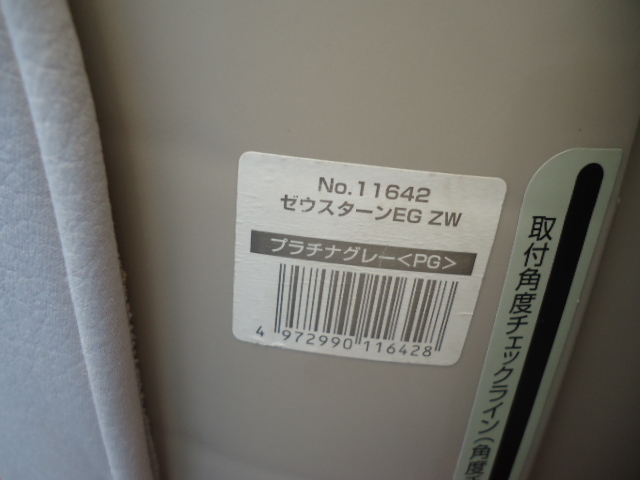 No.11642
ゼウスターンEG ZW
プラチナグレー<PG>
4 972990 116428
取付角度チェックライン(角度